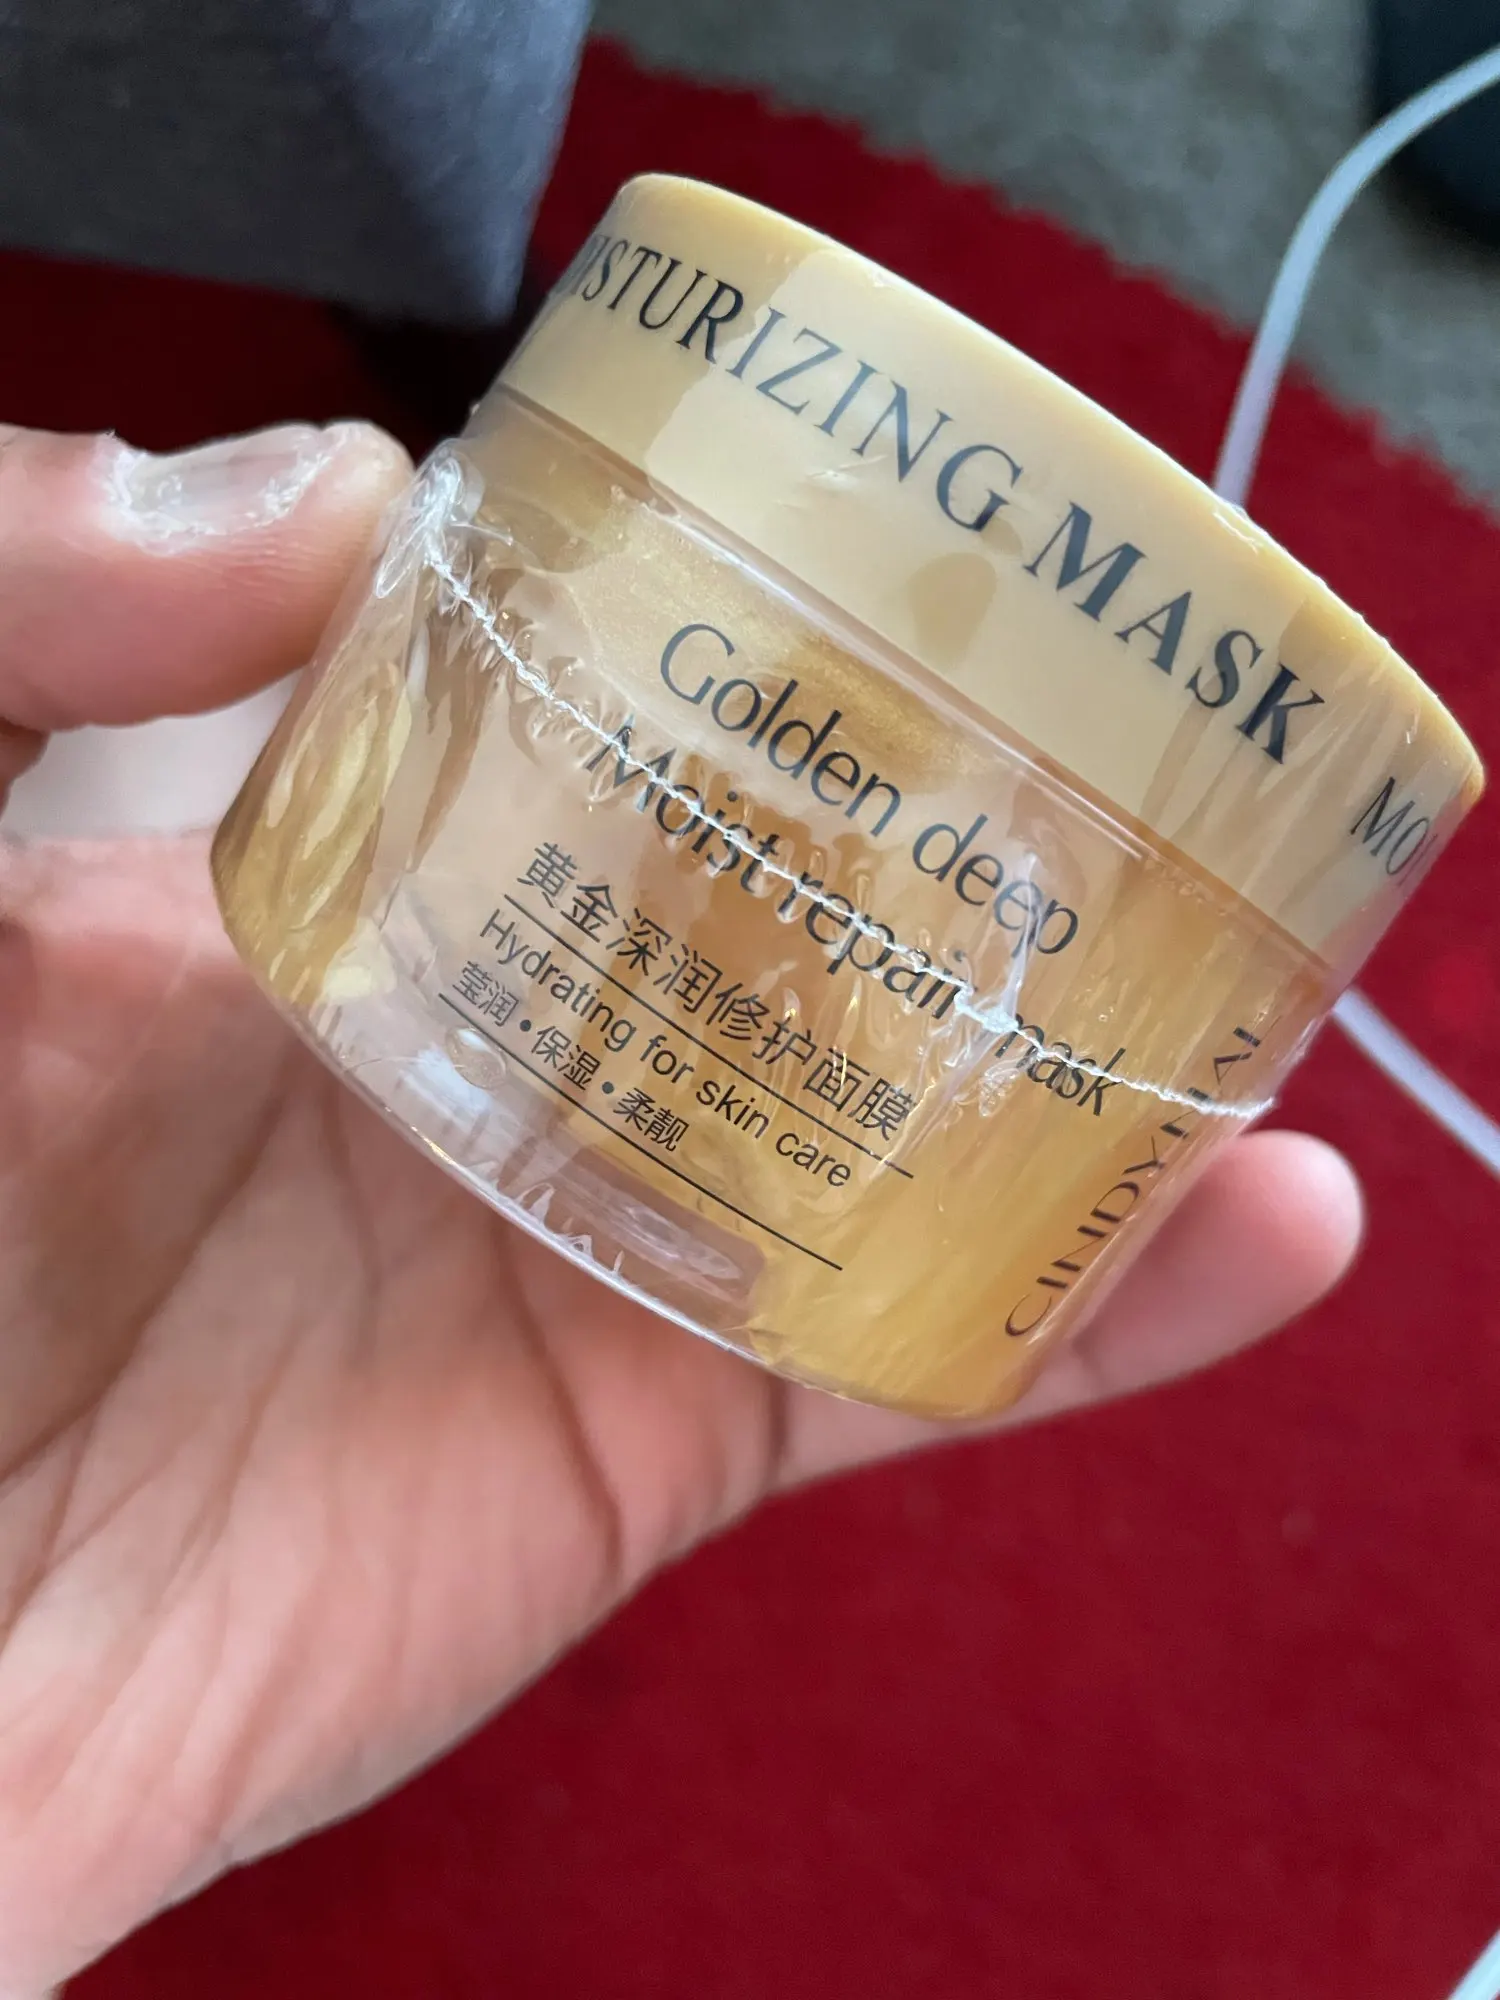 MOISTURIZING MASK
Golden deep
Moist repair mask
黄金深润修护面膜
Hydrating for skin care
莹润•保湿•柔靓